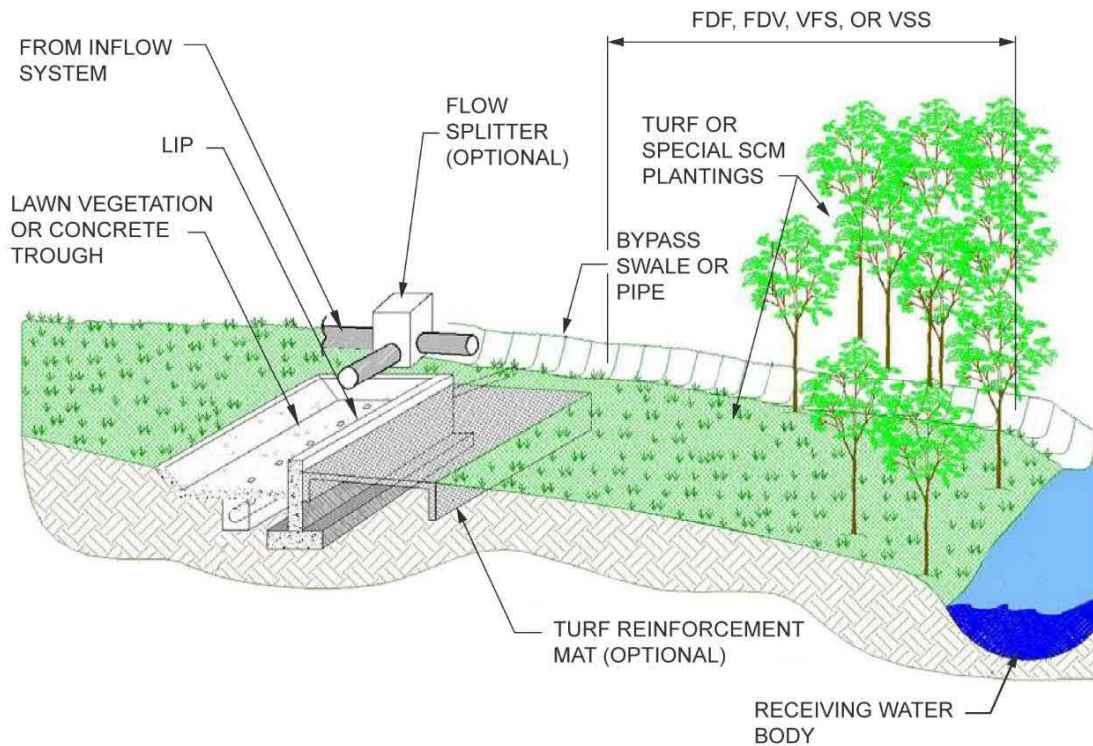 FDF, FDV, VFS, OR VSS
FROM INFLOW
SYSTEM
FLOW
SPLITTER
(OPTIONAL)
TURF OR
SPECIAL SCM
PLANTINGS
LIP
LAWN VEGETATION
OR CONCRETE
TROUGH
BYPASS
SWALE OR
PIPE
TURF REINFORCEMENT
MAT (OPTIONAL)
RECEIVING WATER
BODY